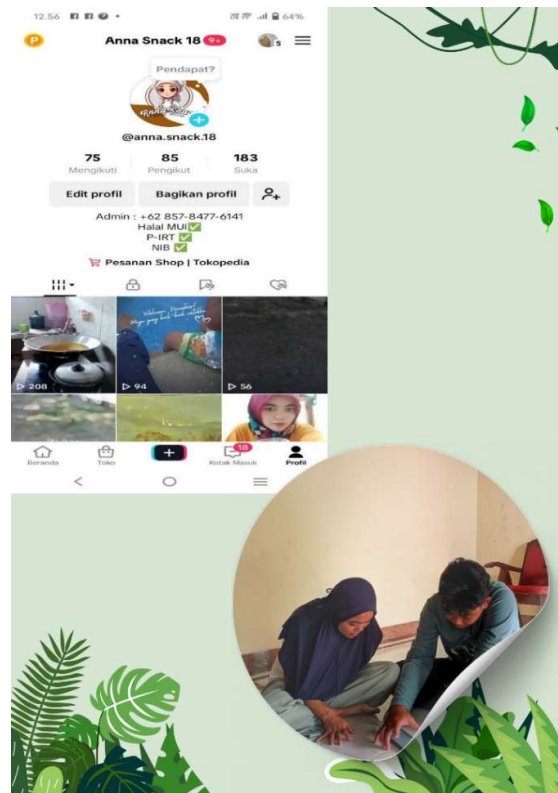 12.56
64%
Anna Snack 18 9+
5
Pendapat?
Anna Snack
@anna.snack.18
75 85 183
Mengikuti Pengikut Suka
Edit profil Bagikan profil
Admin : +62 857-8477-6141
Halal MUI✅
P-IRT ✅
NIB ✅
Pesanan Shop | Tokopedia
208 94 56
18
Beranda Toko Kotak Masuk Profil